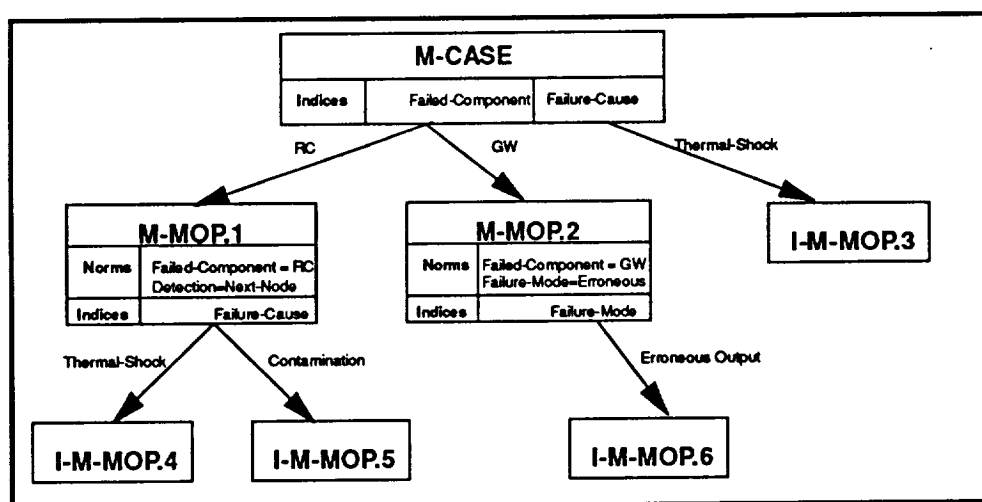 M-CASE
Indices Failed-Component Failure-Cause
RC GW Thermal-Shock
M-MOP.1 M-MOP.2 I-M-MOP.3
Norms Failed-Component = RC Norms Failed-Component = GW
Detection=Next-Node Failure-Mode=Erroneous
Indices Failure-Cause Indices Failure-Mode
Thermal-Shock Contamination Erroneous Output
I-M-MOP.4 I-M-MOP.5 I-M-MOP.6